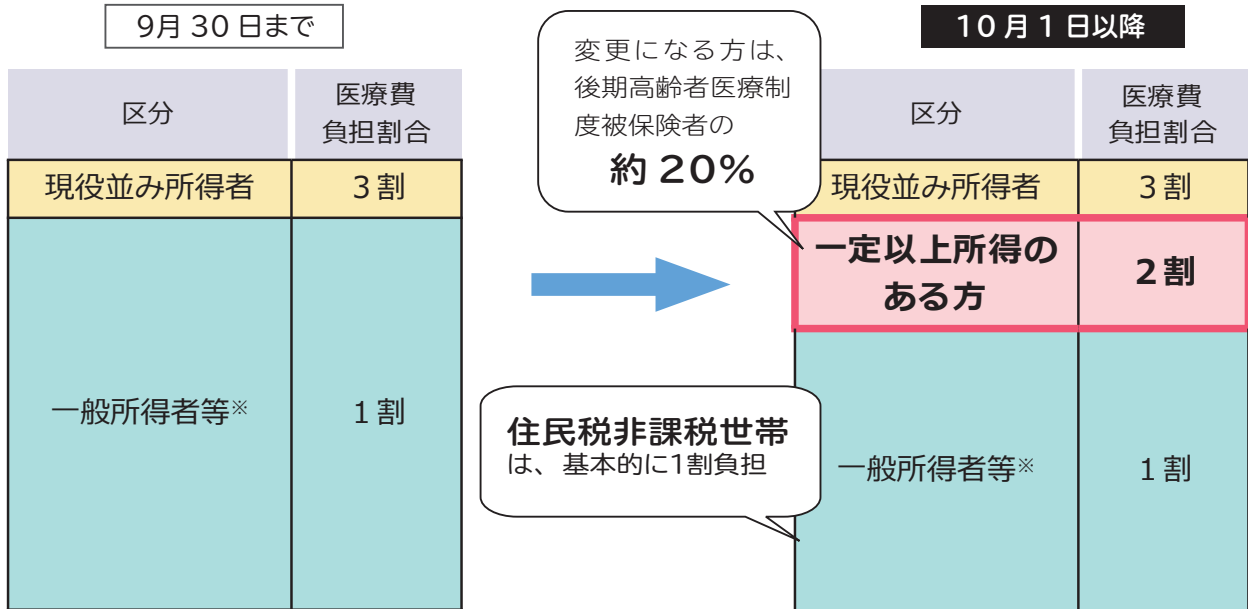 9月30日まで
区分
医療費
負担割合
現役並み所得者
3割
一般所得者等※
1割
変更になる方は、
後期高齢者医療制
度被保険者の
約20%
住民税非課税世帯
は、基本的に1割負担
10月1日以降
区分
医療費
負担割合
現役並み所得者
3割
一定以上所得の
ある方
2割
一般所得者等※
1割